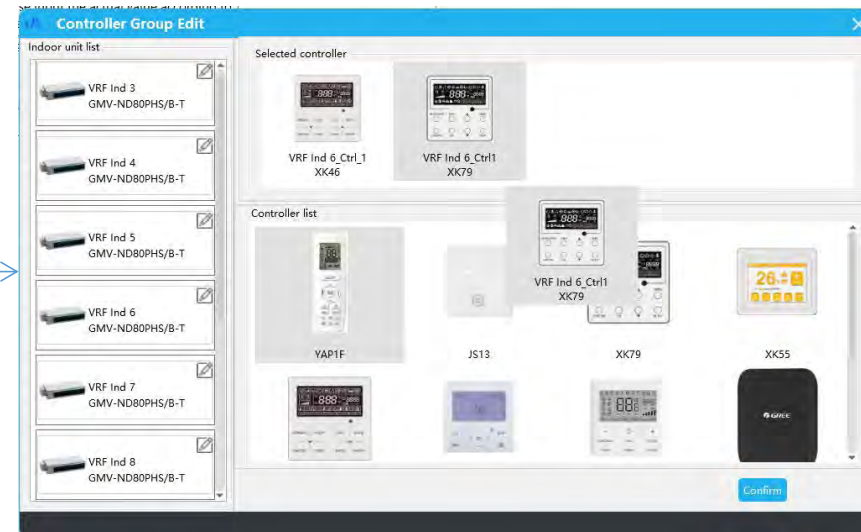 Controller Group Edit
Indoor unit list
VRF Ind 3
GMV-ND80PHS/B-T
VRF Ind 4
GMV-ND80PHS/B-T
VRF Ind 5
GMV-ND80PHS/B-T
VRF Ind 6
GMV-ND80PHS/B-T
VRF Ind 7
GMV-ND80PHS/B-T
VRF Ind 8
GMV-ND80PHS/B-T
Selected controller
VRF Ind 6_Ctrl_1
XK46
VRF Ind 6_Ctrl1
XK79
Controller list
VRF Ind 6_Ctrl1
XK79
26
YAP1F
JS13
XK79
XK55
888
GREE
Confirm